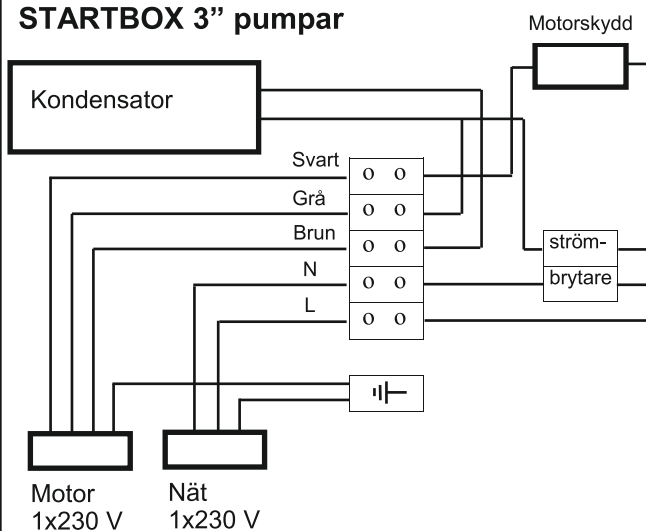 STARTBOX 3” pumpar
Motorskydd
Kondensator
Svart
Grå
Brun
N
L
ström-
brytare
Motor
1x230 V
Nät
1x230 V